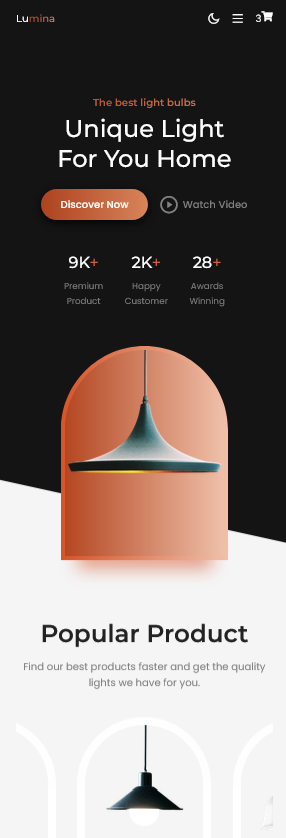 Lumina
3
The best light bulbs
Unique Light
For You Home
Discover Now
Watch Video
9K+
2K+
28+
Premium
Product
Happy
Customer
Awards
Winning
Popular Product
Find our best products faster and get the quality
lights we have for you.